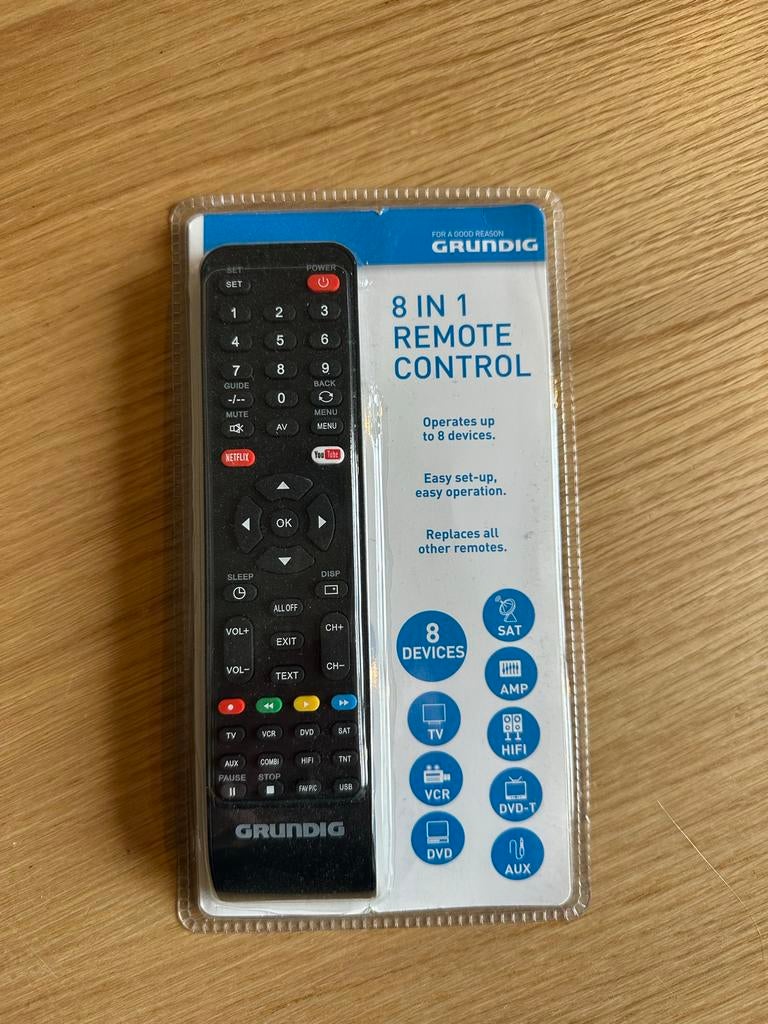 FOR A GOOD REASON
GRUNDIG
8 IN 1
REMOTE
CONTROL
Operates up
to 8 devices.
Easy set-up,
easy operation.
Replaces all
other remotes.
8
DEVICES
SAT
AMP
TV
HIFI
VCR
DVD-T
DVD
AUX
SET POWER
SET
1 2 3
4 5 6
7 8 9
GUIDE BACK
-/-- 0
MUTE MENU
AV MENU
NETFLIX YouTube
OK
SLEEP DISP
ALL OFF
VOL+ CH+
EXIT
VOL- CH-
TEXT
TV VCR DVD SAT
AUX COMBI HIFI TNT
PAUSE STOP
FAV P/C USB
GRUNDIG